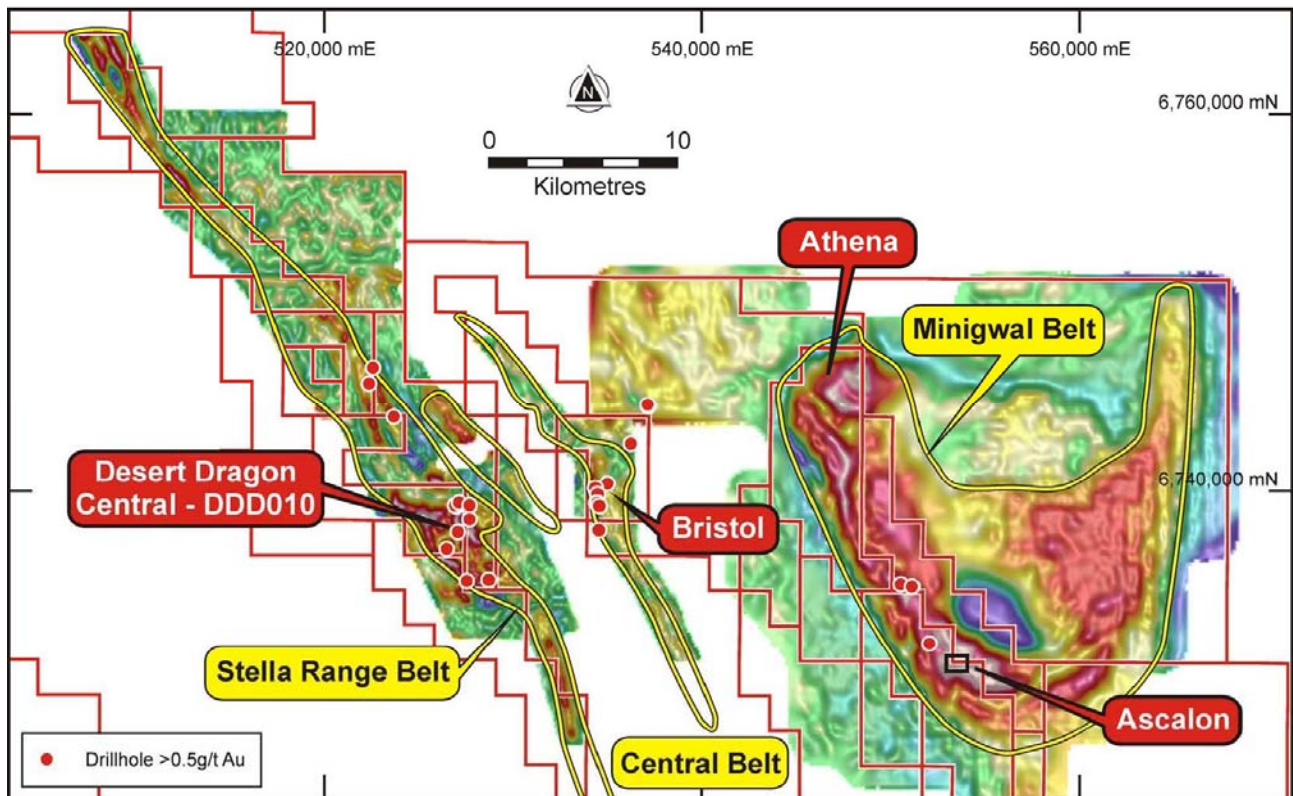 520,000 mE
540,000 mE
560,000 mE
6,760,000 mN
N
0
10
Kilometres
Athena
Minigwal Belt
Desert Dragon
Central - DDD010
6,740,000 mN
Bristol
Stella Range Belt
Ascalon
Central Belt
Drillhole >0.5g/t Au